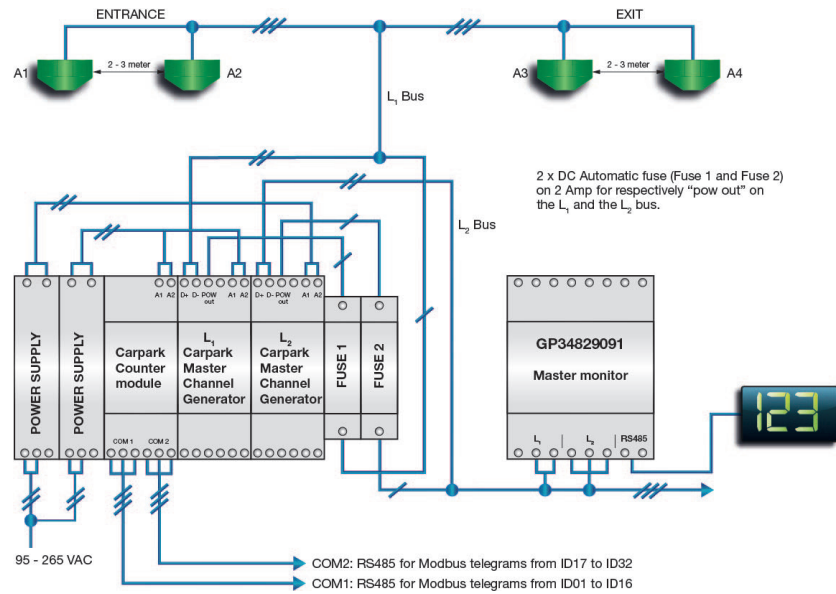 ENTRANCE
EXIT
A1
2 - 3 meter
A2
A3
2 - 3 meter
A4
L1 Bus
2 x DC Automatic fuse (Fuse 1 and Fuse 2)
on 2 Amp for respectively “pow out” on
the L1 and the L2 bus.
L2 Bus
POWER SUPPLY
POWER SUPPLY
A1 A2
Carpark
Counter
module
COM 1
COM 2
D+ D- POW
out
A1 A2
L1
Carpark
Master
Channel
Generator
D+ D- POW
out
A1 A2
L2
Carpark
Master
Channel
Generator
FUSE 1
FUSE 2
GP34829091
Master monitor
L1
L2
RS485
123
95 - 265 VAC
COM2: RS485 for Modbus telegrams from ID17 to ID32
COM1: RS485 for Modbus telegrams from ID01 to ID16